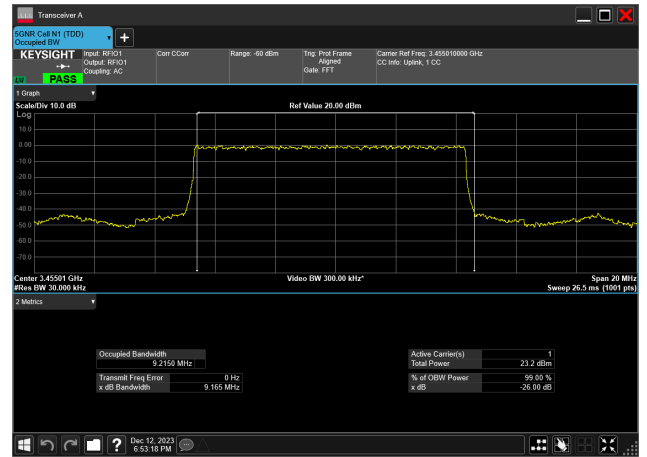 Transceiver A
5GNR Cell N1 (TDD)
Occupied BW
KEYSIGHT
LXI
PASS
Input: RFIO1
Output: RFIO1
Coupling: AC
Corr CCorr
Range: -60 dBm
Trig: Prot Frame
Aligned
Gate: FFT
Carrier Ref Freq: 3.455010000 GHz
CC Info: Uplink, 1 CC
1 Graph
Scale/Div 10.0 dB
Ref Value 20.00 dBm
Log
10.0
0.00
-10.0
-20.0
-30.0
-40.0
-50.0
-60.0
-70.0
Center 3.45501 GHz
Video BW 300.00 kHz*
Span 20 MHz
#Res BW 30.000 kHz
Sweep 26.5 ms (1001 pts)
2 Metrics
Occupied Bandwidth
9.2150 MHz
Transmit Freq Error 0 Hz
x dB Bandwidth 9.165 MHz
Active Carrier(s) 1
Total Power 23.2 dBm
% of OBW Power 99.00 %
x dB -26.00 dB
Dec 12, 2023
6:53:18 PM